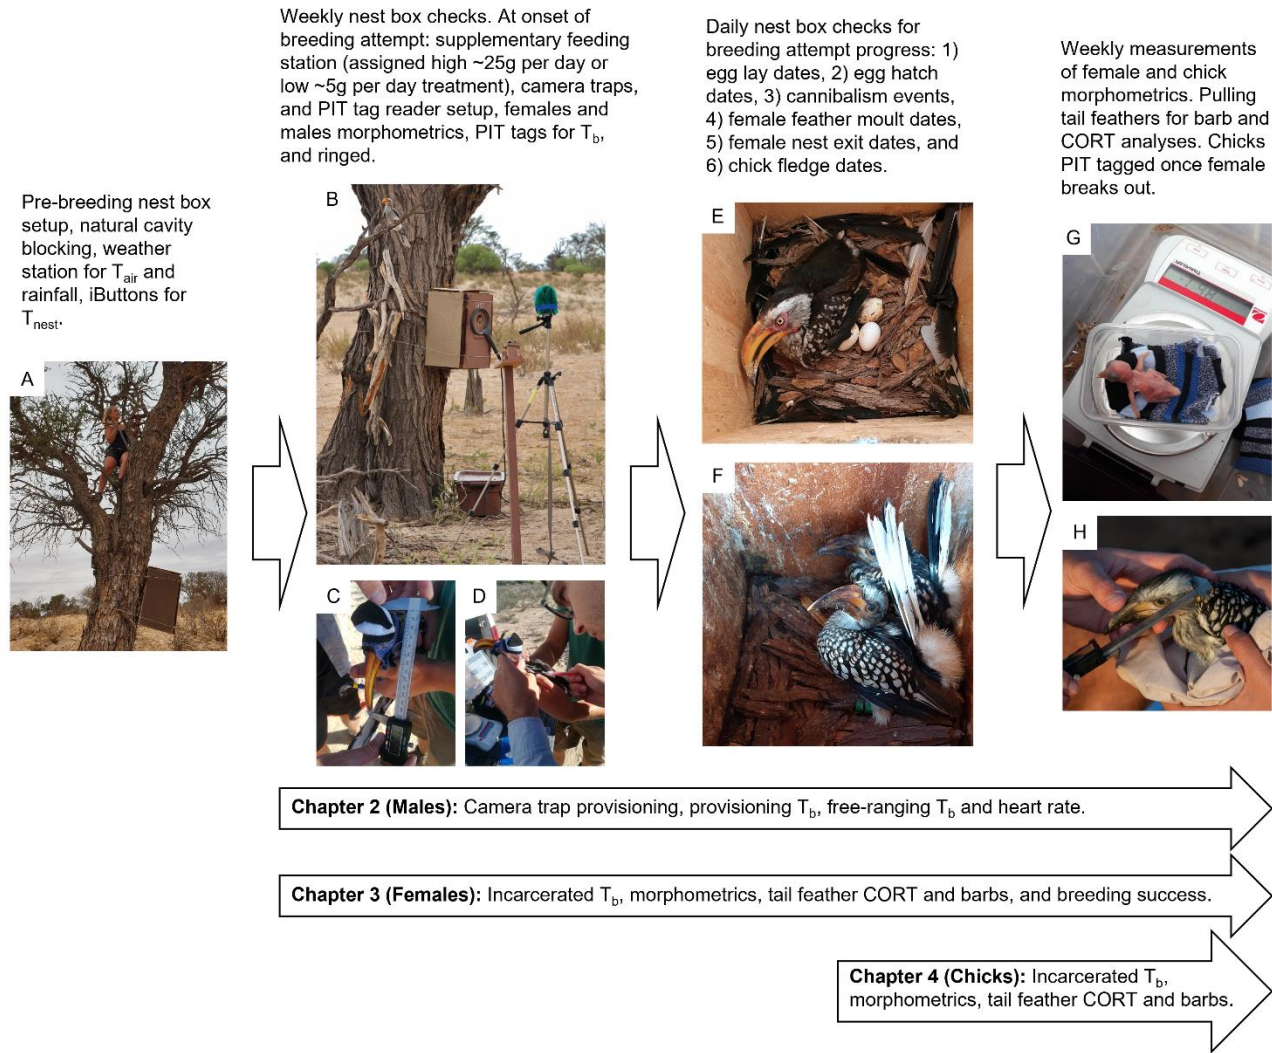 Pre-breeding nest box
setup, natural cavity
blocking, weather
station for Tair and
rainfall, iButtons for
Tnest.
A
Weekly nest box checks. At onset of
breeding attempt: supplementary feeding
station (assigned high ~25g per day or
low ~5g per day treatment), camera traps,
and PIT tag reader setup, females and
males morphometrics, PIT tags for Tb,
and ringed.
B
C
D
Daily nest box checks for
breeding attempt progress: 1)
egg lay dates, 2) egg hatch
dates, 3) cannibalism events,
4) female feather moult dates,
5) female nest exit dates, and
6) chick fledge dates.
E
F
Weekly measurements
of female and chick
morphometrics. Pulling
tail feathers for barb and
CORT analyses. Chicks
PIT tagged once female
breaks out.
G
H
Chapter 2 (Males): Camera trap provisioning, provisioning Tb, free-ranging Tb and heart rate.
Chapter 3 (Females): Incarcerated Tb, morphometrics, tail feather CORT and barbs, and breeding success.
Chapter 4 (Chicks): Incarcerated Tb,
morphometrics, tail feather CORT and barbs.